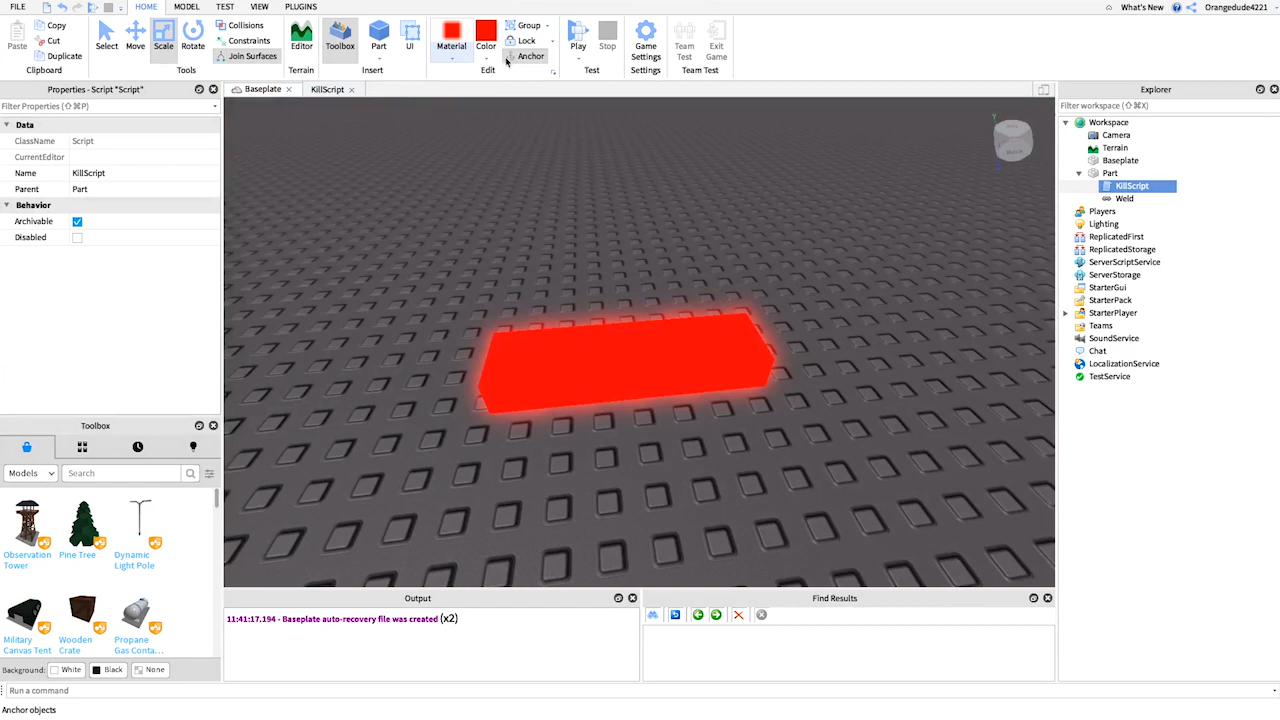 FILE HOME MODEL TEST VIEW PLUGINS What's New Orangedude4221
Paste Copy Cut Duplicate Select Move Scale Rotate Collisions Constraints Join Surfaces Editor Toolbox Part UI Material Color Group Lock Anchor Play Stop Game Settings Team Test Exit Game
Clipboard Tools Terrain Insert Edit Test Settings Team Test
Properties - Script "Script"
Filter Properties (⇧⌘P)
Data
ClassName Script
CurrentEditor
Name KillScript
Parent Part
Behavior
Archivable
Disabled
Toolbox
Models Search
Observation Tower
Pine Tree
Dynamic Light Pole
Military Canvas Tent
Wooden Crate
Propane Gas Conta...
Background: White Black None
Baseplate KillScript
Y
Output
11:41:17.194 - Baseplate auto-recovery file was created (x2)
Find Results
Explorer
Filter workspace (⇧⌘X)
Workspace
Camera
Terrain
Baseplate
Part
KillScript
Weld
Players
Lighting
ReplicatedFirst
ReplicatedStorage
ServerScriptService
ServerStorage
StarterGui
StarterPack
StarterPlayer
Teams
SoundService
Chat
LocalizationService
TestService
Run a command
Anchor objects